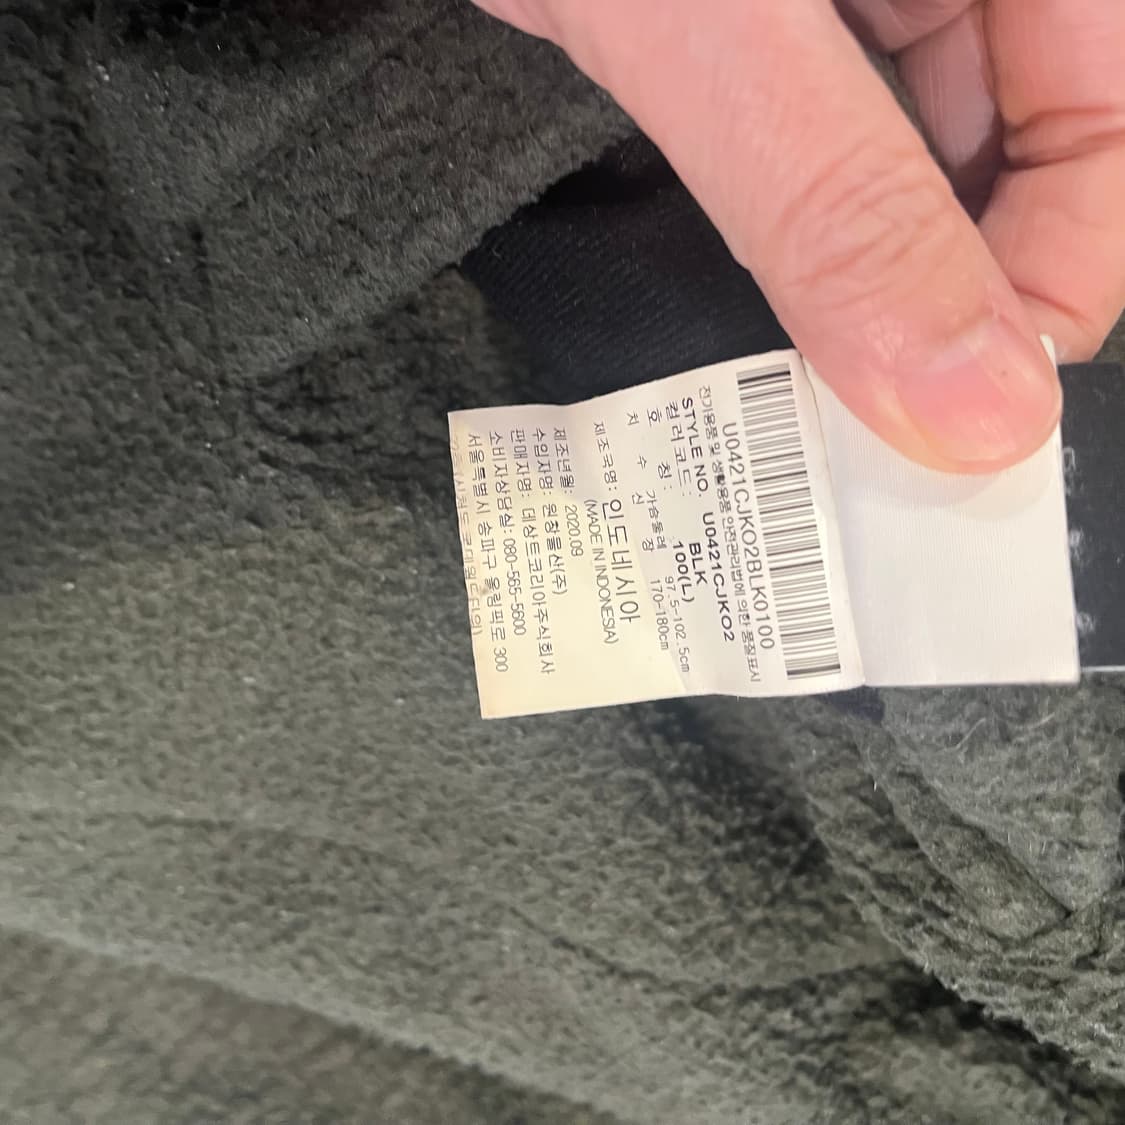 U0421CJKO2BLK0100
전기용품 및 생활용품 안전관리법에 의한 품질표시
STYLE NO. U0421CJKO2
컬러코드: BLK
호 칭: 100(L)
치 수 가슴둘레 97.5-102.5cm
신 장 170-180cm
제조국명: 인도네시아
(MADE IN INDONESIA)
제조년월: 2020.09
수입자명: 원창물산(주)
판매자명: 데상트코리아주식회사
소비자상담실: 080-565-5600
서울특별시 송파구 올림픽로 300